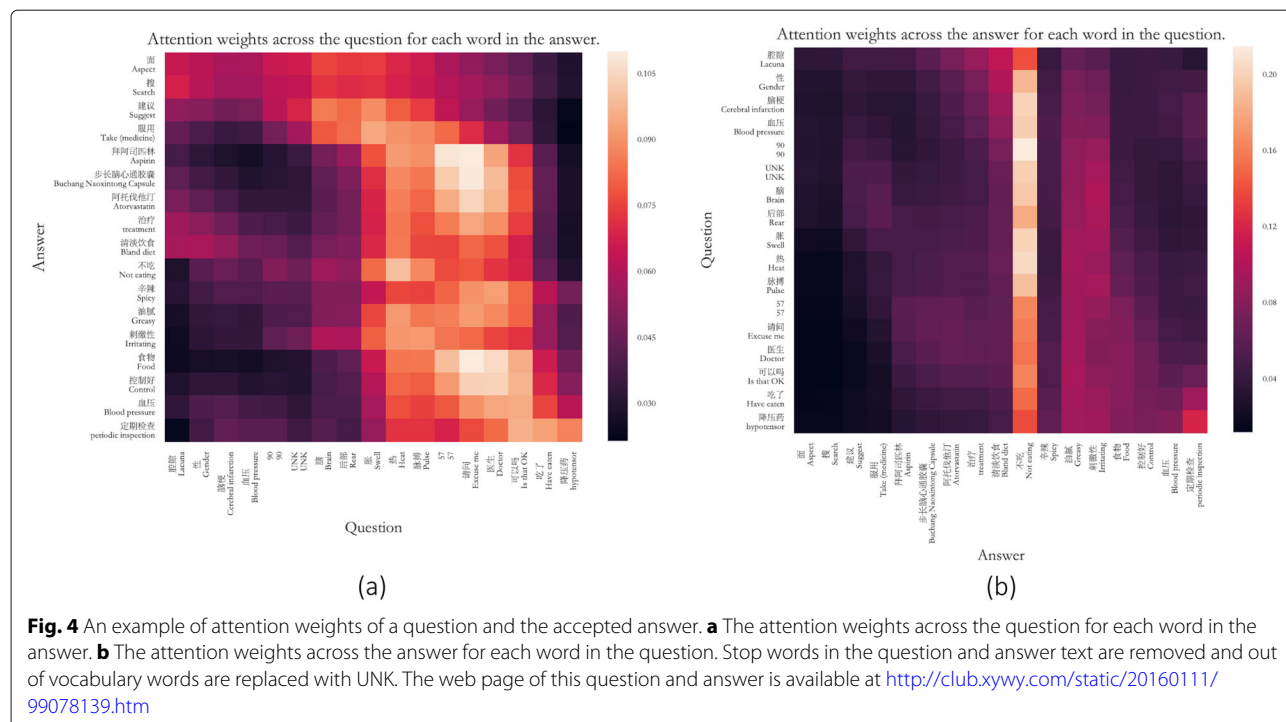 Attention weights across the question for each word in the answer.
面
Aspect
搜
Search
建议
Suggest
服用
Take (medicine)
拜阿司匹林
Aspirin
步长脑心通胶囊
Buchang Naoxintong Capsule
阿托伐他汀
Atorvastatin
治疗
treatment
清淡饮食
Bland diet
不吃
Not eating
辛辣
Spicy
油腻
Greasy
刺激性
Irritating
食物
Food
控制好
Control
血压
Blood pressure
定期检查
periodic inspection
Answer
0.105
0.090
0.075
0.060
0.045
0.030
腔隙
Lacuna
性
Gender
脑梗
Cerebral infarction
血压
Blood pressure
90
90
UNK
UNK
脑
Brain
后部
Rear
胀
Swell
热
Heat
脉搏
Pulse
57
57
请问
Excuse me
医生
Doctor
可以吗
Is that OK
吃了
Have eaten
降压药
hypotensor
Question
(a)
Attention weights across the answer for each word in the question.
腔隙
Lacuna
性
Gender
脑梗
Cerebral infarction
血压
Blood pressure
90
90
UNK
UNK
脑
Brain
后部
Rear
胀
Swell
热
Heat
脉搏
Pulse
57
57
请问
Excuse me
医生
Doctor
可以吗
Is that OK
吃了
Have eaten
降压药
hypotensor
Question
0.20
0.16
0.12
0.08
0.04
面
Aspect
搜
Search
建议
Suggest
服用
Take (medicine)
拜阿司匹林
Aspirin
步长脑心通胶囊
Buchang Naoxintong Capsule
阿托伐他汀
Atorvastatin
治疗
treatment
清淡饮食
Bland diet
不吃
Not eating
辛辣
Spicy
油腻
Greasy
刺激性
Irritating
食物
Food
控制好
Control
血压
Blood pressure
定期检查
periodic inspection
Answer
(b)
Fig. 4 An example of attention weights of a question and the accepted answer. a The attention weights across the question for each word in the
answer. b The attention weights across the answer for each word in the question. Stop words in the question and answer text are removed and out
of vocabulary words are replaced with UNK. The web page of this question and answer is available at http://club.xywy.com/static/20160111/
99078139.htm